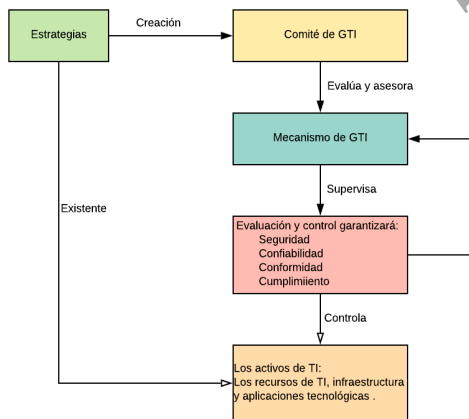 Estrategias
Creación
Comité de GTI
Evalúa y asesora
Mecanismo de GTI
Supervisa
Existente
Evaluación y control garantizará:
Seguridad
Confiabilidad
Conformidad
Cumplimiiento
Controla
Los activos de TI:
Los recursos de TI, infraestructura
y aplicaciones tecnológicas .